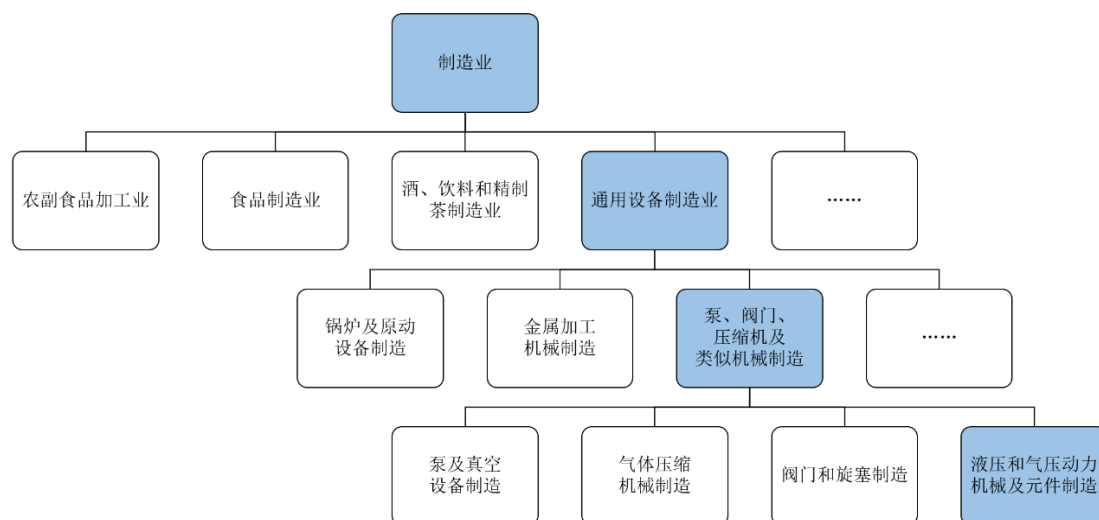 制造业
农副食品加工业
食品制造业
酒、饮料和精制
茶制造业
通用设备制造业
……
锅炉及原动
设备制造
金属加工
机械制造
泵、阀门、
压缩机及
类似机械制造
……
泵及真空
设备制造
气体压缩
机械制造
阀门和旋塞制造
液压和气压动力
机械及元件制造